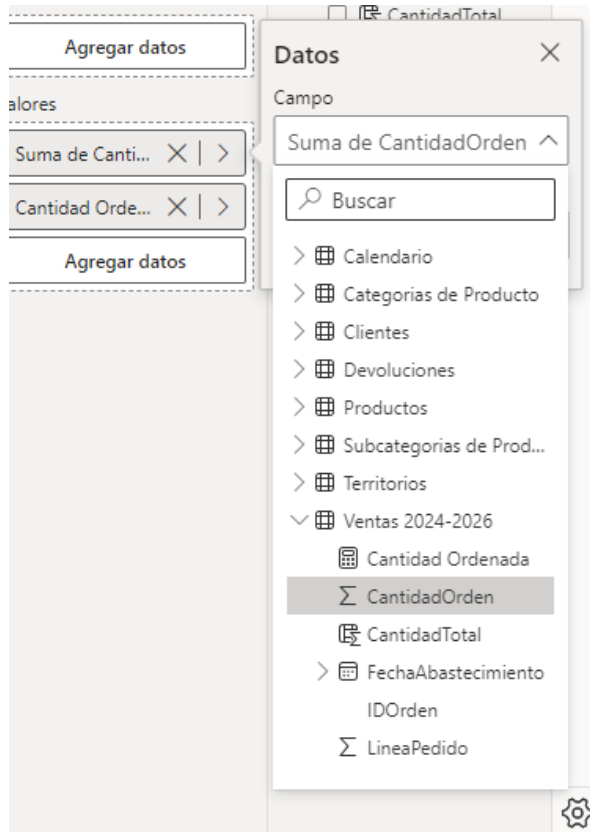 CantidadTotal
Agregar datos
Datos
alores
Campo
Suma de Canti...
Suma de CantidadOrden
Cantidad Orde...
Buscar
Agregar datos
Calendario
Categorias de Producto
Clientes
Devoluciones
Productos
Subcategorias de Prod...
Territorios
Ventas 2024-2026
Cantidad Ordenada
CantidadOrden
CantidadTotal
FechaAbastecimiento
IDOrden
LineaPedido